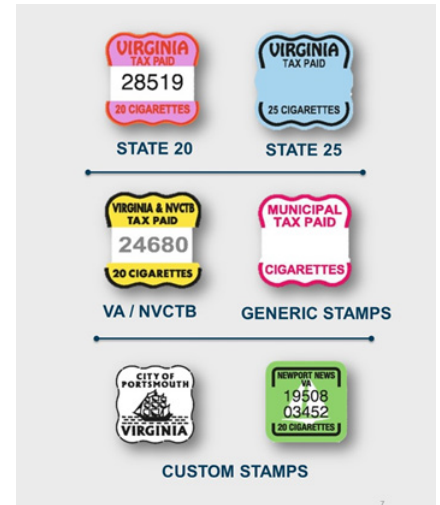 VIRGINIA
TAX PAID
28519
20 CIGARETTES
VIRGINIA
TAX PAID
25 CIGARETTES
STATE 20
STATE 25
VIRGINIA & NVCTB
TAX PAID
24680
20 CIGARETTES
MUNICIPAL
TAX PAID
CIGARETTES
VA / NVCTB
GENERIC STAMPS
CITY OF
PORTSMOUTH
VIRGINIA
NEWPORT NEWS
VA
19508
03452
20 CIGARETTES
CUSTOM STAMPS
7